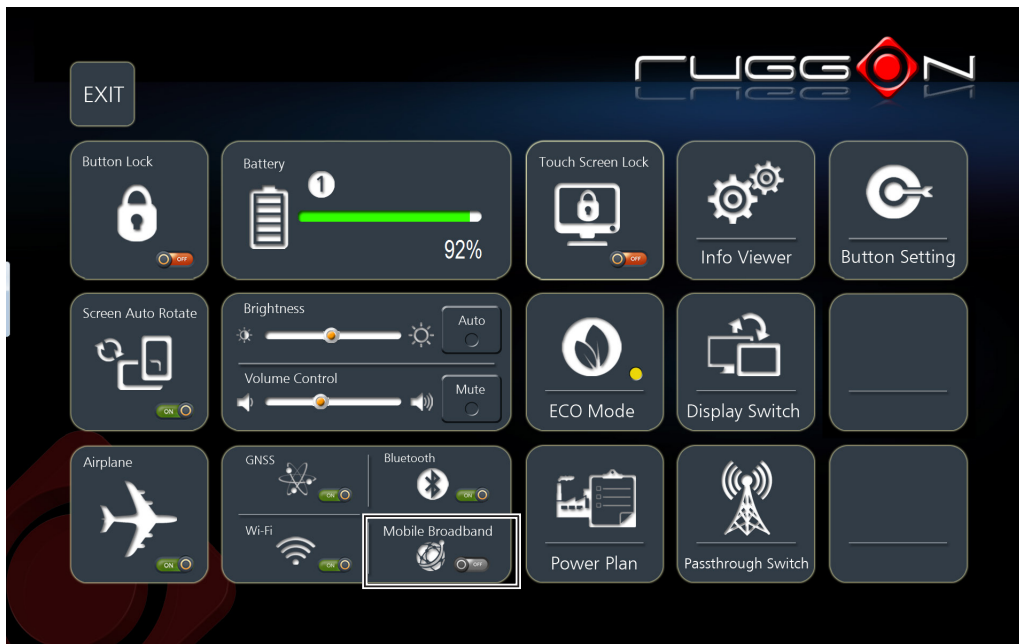 RUGGON
EXIT
Button Lock
OFF
Battery
1
92%
Touch Screen Lock
OFF
Info Viewer
Button Setting
Screen Auto Rotate
ON
Brightness
Auto
Volume Control
Mute
ECO Mode
Display Switch
Airplane
ON
GNSS
ON
Bluetooth
ON
Wi-Fi
ON
Mobile Broadband
OFF
Power Plan
Passthrough Switch